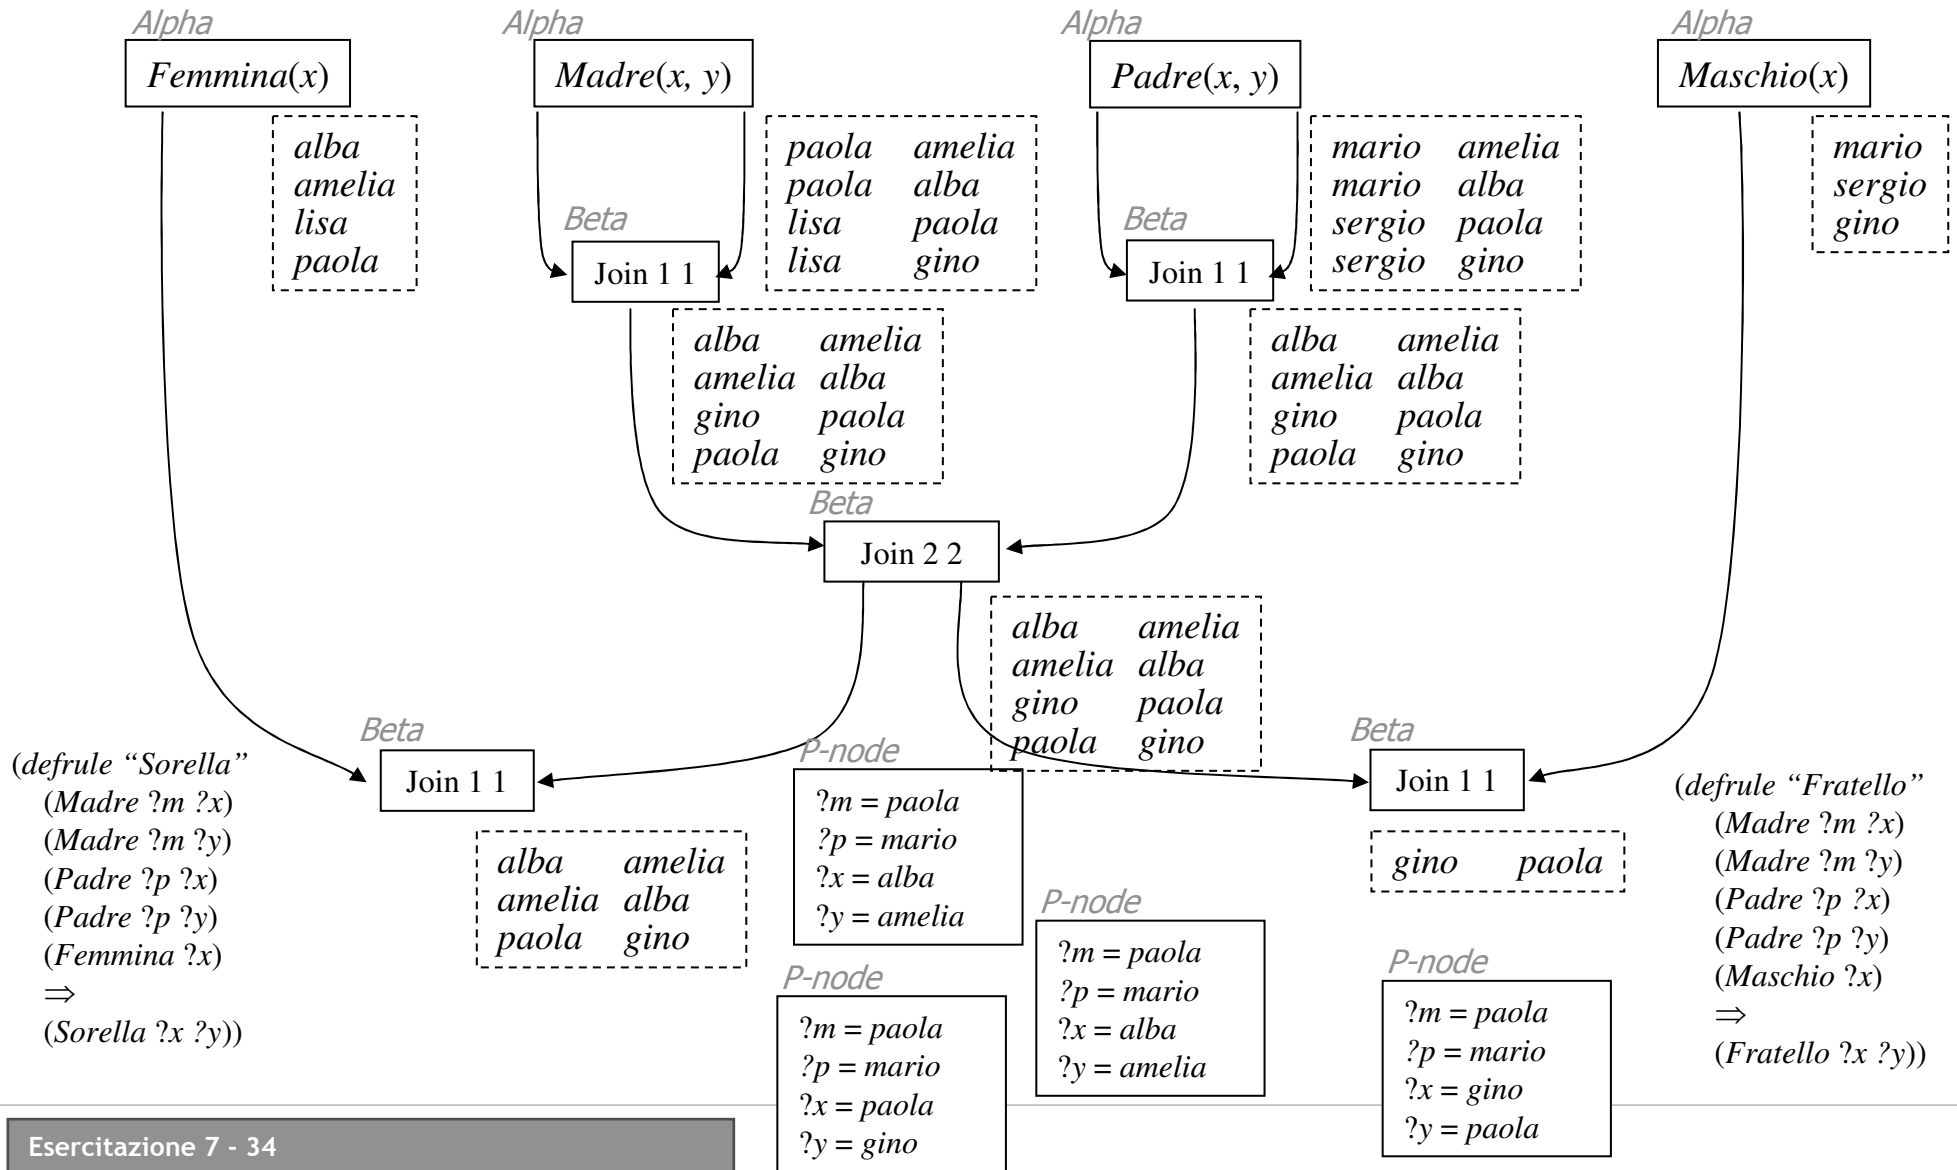 Alpha
Femmina(x)
alba
amelia
lisa
paola
Alpha
Madre(x, y)
paola amelia
paola alba
lisa paola
lisa gino
Beta
Join 1 1
alba amelia
amelia alba
gino paola
paola gino
Alpha
Padre(x, y)
mario amelia
mario alba
sergio paola
sergio gino
Beta
Join 1 1
alba amelia
amelia alba
gino paola
paola gino
Alpha
Maschio(x)
mario
sergio
gino
Beta
Join 2 2
alba amelia
amelia alba
gino paola
paola gino
(defrule “Sorella”
(Madre ?m ?x)
(Madre ?m ?y)
(Padre ?p ?x)
(Padre ?p ?y)
(Femmina ?x)
⇒
(Sorella ?x ?y))
Beta
Join 1 1
alba amelia
amelia alba
paola gino
P-node
?m = paola
?p = mario
?x = alba
?y = amelia
P-node
?m = paola
?p = mario
?x = paola
?y = gino
P-node
?m = paola
?p = mario
?x = alba
?y = amelia
Beta
Join 1 1
gino paola
P-node
?m = paola
?p = mario
?x = gino
?y = paola
(defrule “Fratello”
(Madre ?m ?x)
(Madre ?m ?y)
(Padre ?p ?x)
(Padre ?p ?y)
(Maschio ?x)
⇒
(Fratello ?x ?y))
Esercitazione 7 - 34